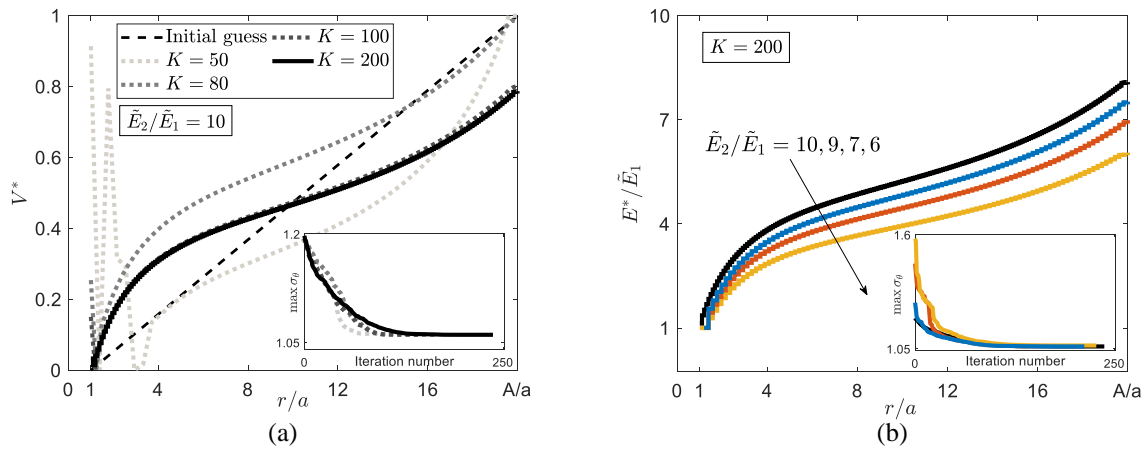 1
0.8
0.6
0.4
0.2
0
V*
Initial guess
K = 50
K = 80
K = 100
K = 200
Ẽ₂/Ẽ₁ = 10
1.2
1.05
max σθ
0
250
Iteration number
0 1 4 8 12 16 A/a
r/a
(a)
10
7
4
1
E*/Ẽ₁
K = 200
Ẽ₂/Ẽ₁ = 10, 9, 7, 6
1.6
1.05
max σθ
0
250
Iteration number
0 1 4 8 12 16 A/a
r/a
(b)